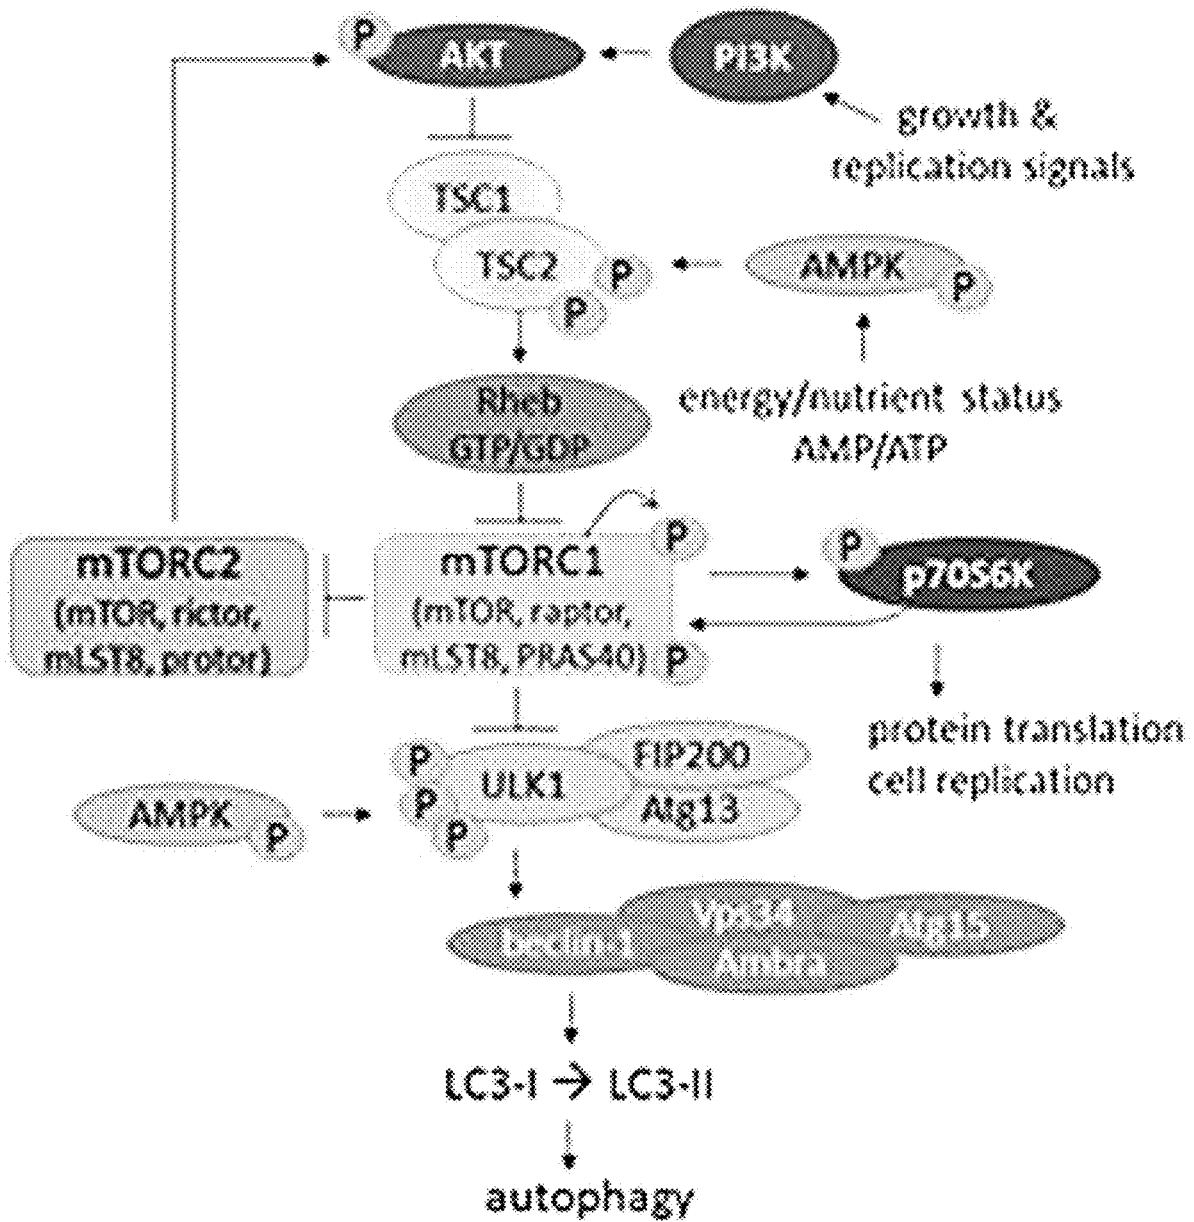 P
AKT
PI3K
growth &
replication signals
TSC1
TSC2
P
P
AMPK
P
Rheb
GTP/GDP
energy/nutrient status
AMP/ATP
mTORC2
(mTOR, rictor,
mLST8, protor)
mTORC1
(mTOR, raptor,
mLST8, PRAS40)
P
P
P
p70S6K
protein translation
cell replication
AMPK
P
P
P
P
ULK1
FIP200
Atg13
beclin-1
Vps34
Ambra
Atg15
LC3-I → LC3-II
autophagy